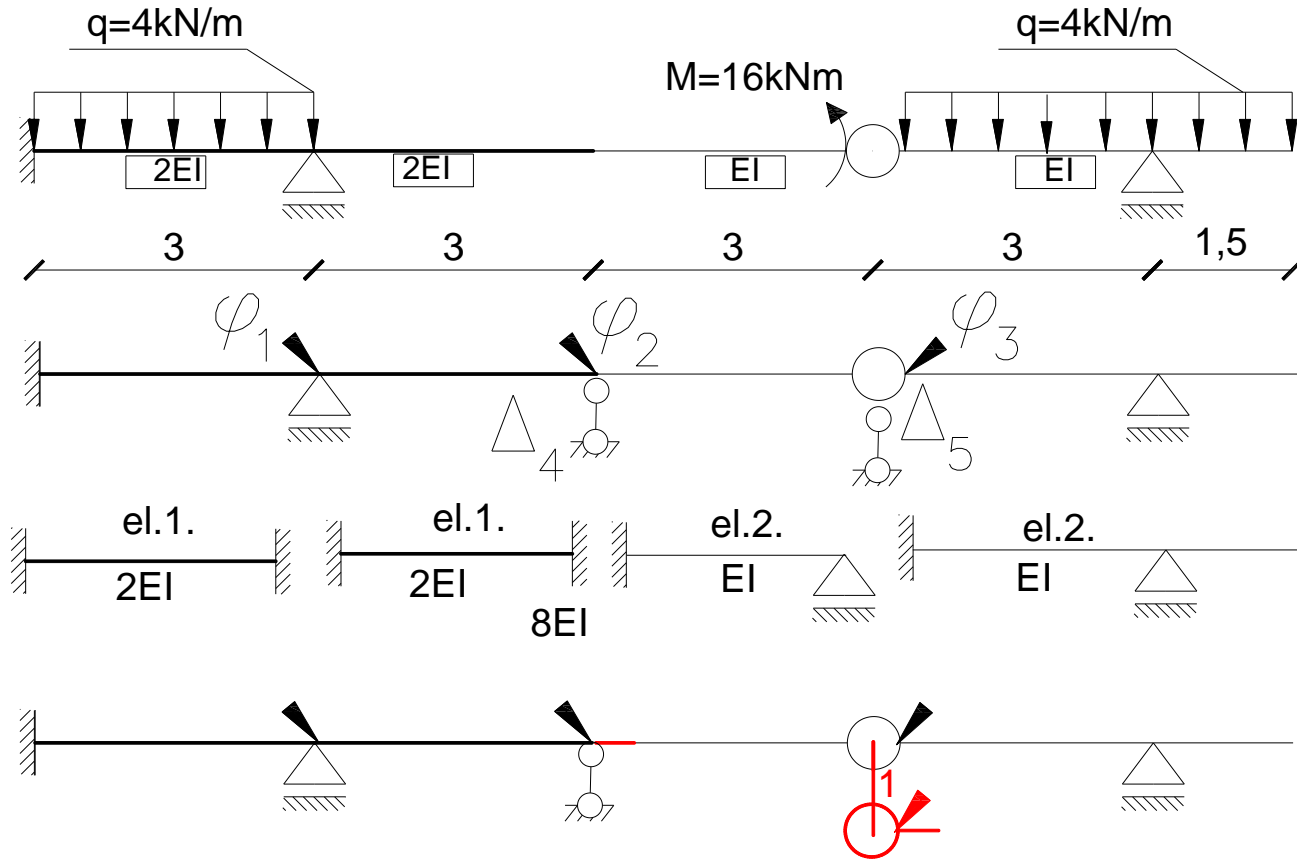 q=4kN/m q=4kN/m
M=16kNm
2EI 2EI EI EI
3 3 3 3 1,5
φ1 φ2 φ3
Δ4 Δ5
el.1. el.1. el.2. el.2.
2EI 2EI EI EI
8EI
1